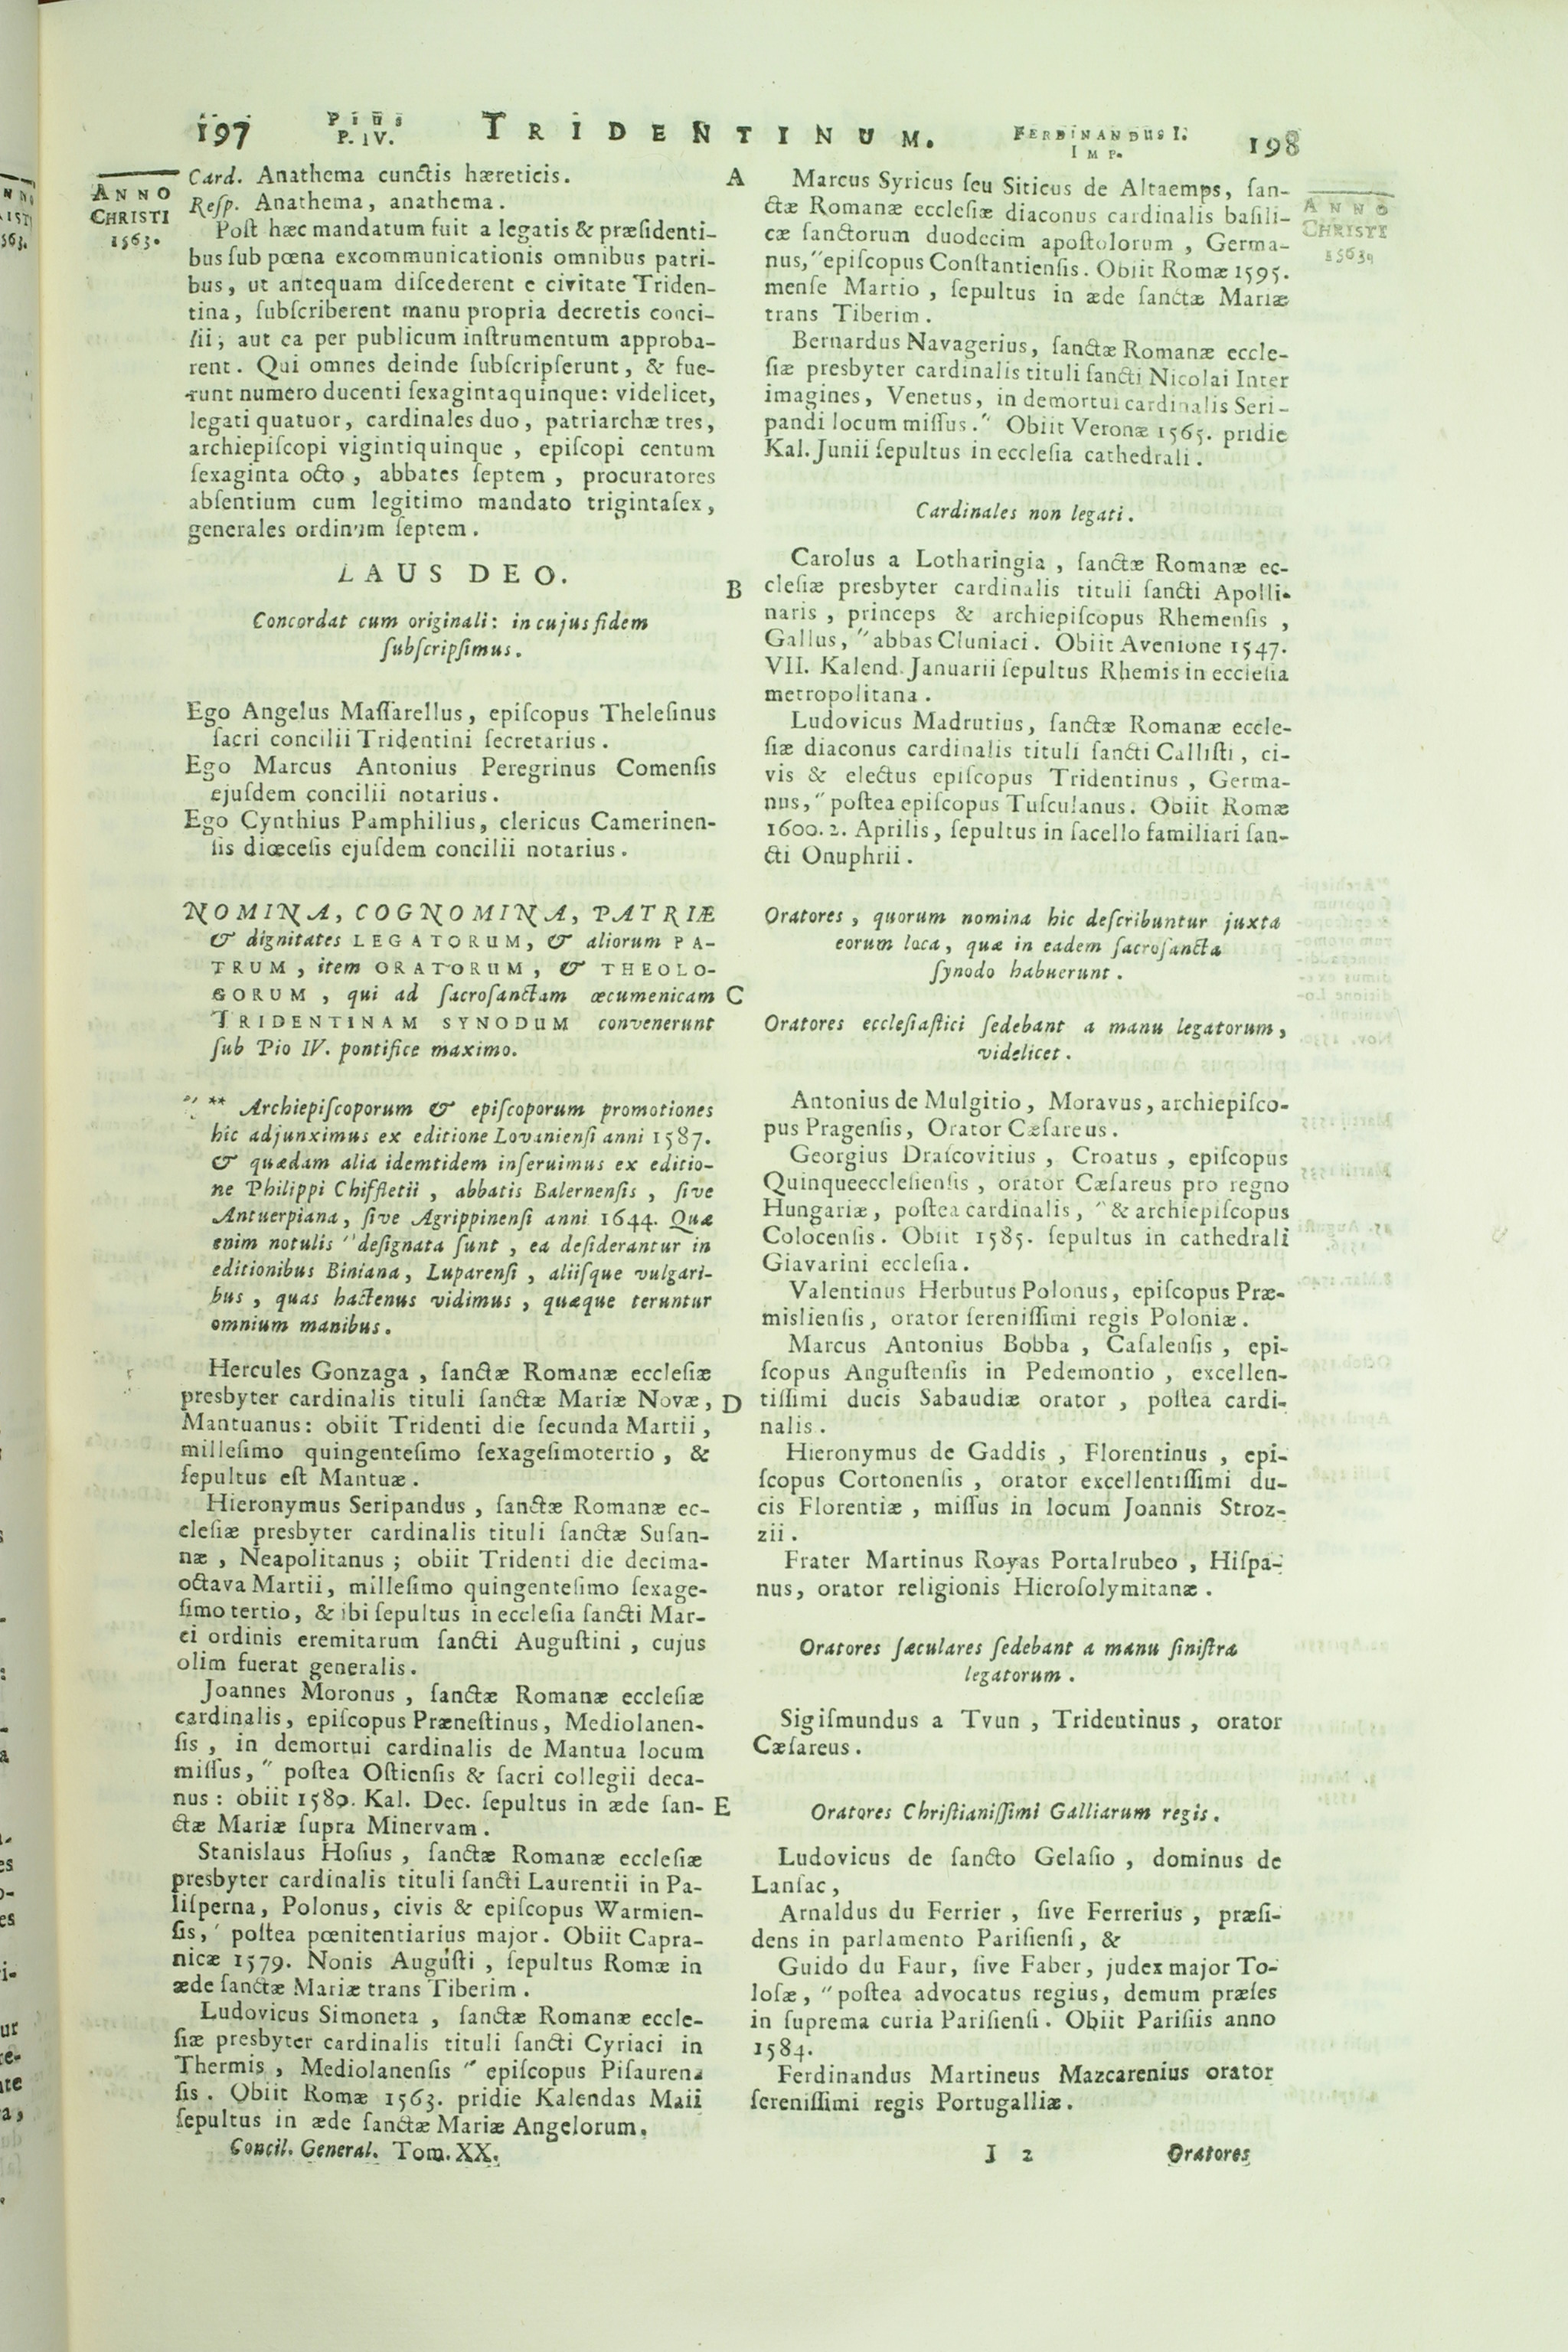 197
Pius
P. IV.
TRIDENTINUM.
FERDINANDUS I.
IMP.
198
ANNO
CHRISTI
1563.
Card. Anathema cunctis hæreticis.
Resp. Anathema, anathema.
Poſt hæc mandatum fuit a legatis & præſidenti-
bus ſub pœna excommunicationis omnibus patri-
bus, ut antequam diſcederent e civitate Triden-
tina, ſubſcriberent manu propria decretis conci-
lii; aut ea per publicum inſtrumentum approba-
rent. Qui omnes deinde ſubſcripſerunt, & fue-
runt numero ducenti ſexagintaquinque: videlicet,
legati quatuor, cardinales duo, patriarchæ tres,
archiepiſcopi vigintiquinque, epiſcopi centum
ſexaginta octo, abbates ſeptem, procuratores
abſentium cum legitimo mandato trigintaſex,
generales ordinum ſeptem.
LAUS DEO.
Concordat cum originali: in cujus fidem
ſubſcripſimus.
Ego Angelus Maſſarellus, epiſcopus Theleſinus
ſacri concilii Tridentini ſecretarius.
Ego Marcus Antonius Peregrinus Comenſis
ejuſdem concilii notarius.
Ego Cynthius Pamphilius, clericus Camerinen-
ſis diœceſis ejuſdem concilii notarius.
NOMINA, COGNOMINA, PATRIÆ
& dignitates LEGATORUM, & aliorum PA-
TRUM, item ORATORUM, & THEOLO-
GORUM, qui ad ſacroſanctam œcumenicam
TRIDENTINAM SYNODUM convenerunt
ſub Pio IV. pontifice maximo.
" ** Archiepiſcoporum & epiſcoporum promotiones
hic adjunximus ex editione Lovanienſi anni 1587.
& quædam alia idemtidem inſeruimus ex editio-
ne Philippi Chiffletii, abbatis Balernenſis, ſive
Antuerpiana, ſive Agrippinenſi anni 1644. Quæ
enim notulis " deſignata ſunt, ea deſiderantur in
editionibus Biniana, Luparenſi, aliiſque vulgari-
bus, quas hactenus vidimus, quæque teruntur
omnium manibus.
Hercules Gonzaga, ſanctæ Romanæ eccleſiæ
presbyter cardinalis tituli ſanctæ Mariæ Novæ,
Mantuanus: obiit Tridenti die ſecunda Martii,
milleſimo quingenteſimo ſexageſimotertio, &
ſepultus eſt Mantuæ.
Hieronymus Seripandus, ſanctæ Romanæ ec-
cleſiæ presbyter cardinalis tituli ſanctæ Suſan-
næ, Neapolitanus; obiit Tridenti die decima-
octava Martii, milleſimo quingenteſimo ſexage-
ſimo tertio, & ibi ſepultus in eccleſia ſancti Mar-
ci ordinis eremitarum ſancti Auguſtini, cujus
olim fuerat generalis.
Joannes Moronus, ſanctæ Romanæ eccleſiæ
cardinalis, epiſcopus Præneſtinus, Mediolanen-
ſis, in demortui cardinalis de Mantua locum
miſſus, " poſtea Oſtienſis & ſacri collegii deca-
nus: obiit 1580. Kal. Dec. ſepultus in æde ſan-
ctæ Mariæ ſupra Minervam.
Stanislaus Hoſius, ſanctæ Romanæ eccleſiæ
presbyter cardinalis tituli ſancti Laurentii in Pa-
liſperna, Polonus, civis & epiſcopus Warmien-
ſis, ' poſtea pœnitentiarius major. Obiit Capra-
nicæ 1579. Nonis Auguſti, ſepultus Romæ in
æde ſanctæ Mariæ trans Tiberim.
Ludovicus Simoneta, ſanctæ Romanæ eccle-
ſiæ presbyter cardinalis tituli ſancti Cyriaci in
Thermis, Mediolanenſis " epiſcopus Piſauren-
ſis. Obiit Romæ 1563. pridie Kalendas Maii
ſepultus in æde ſanctæ Mariæ Angelorum.
Concil. General. Tom. XX.
A
B
C
D
E
Marcus Syricus ſeu Siticus de Altaemps, ſan-
ctæ Romanæ eccleſiæ diaconus cardinalis baſili-
cæ ſanctorum duodecim apoſtolorum, Germa-
nus, " epiſcopus Conſtantienſis. Obiit Romæ 1595.
menſe Martio, ſepultus in æde ſanctæ Mariæ
trans Tiberim.
Bernardus Navagerius, ſanctæ Romanæ eccle-
ſiæ presbyter cardinalis tituli ſancti Nicolai Inter
imagines, Venetus, in demortui cardinalis Seri-
pandi locum miſſus. " Obiit Veronæ 1565. pridie
Kal. Junii ſepultus in eccleſia cathedrali.
Cardinales non legati.
Carolus a Lotharingia, ſanctæ Romanæ ec-
cleſiæ presbyter cardinalis tituli ſancti Apolli-
naris, princeps & archiepiſcopus Rhemenſis,
Gallus, " abbas Cluniaci. Obiit Avenione 1547.
VII. Kalend. Januarii ſepultus Rhemis in eccleſia
metropolitana.
Ludovicus Madrutius, ſanctæ Romanæ eccle-
ſiæ diaconus cardinalis tituli ſancti Calliſti, ci-
vis & electus epiſcopus Tridentinus, Germa-
nus, " poſtea epiſcopus Tuſculanus. Obiit Romæ
1600. 2. Aprilis, ſepultus in ſacello familiari ſan-
cti Onuphrii.
Oratores, quorum nomina hic deſcribuntur juxta
eorum loca, quæ in eadem ſacroſancta
ſynodo habuerunt.
Oratores eccleſiaſtici ſedebant a manu legatorum,
videlicet.
Antonius de Mulgitio, Moravus, archiepiſco-
pus Pragenſis, Orator Cæſareus.
Georgius Draſcovitius, Croatus, epiſcopus
Quinqueeccleſienſis, orator Cæſareus pro regno
Hungariæ, poſtea cardinalis, " & archiepiſcopus
Colocenſis. Obiit 1585. ſepultus in cathedrali
Giavarini eccleſia.
Valentinus Herbutus Polonus, epiſcopus Præ-
mislienſis, orator ſereniſſimi regis Poloniæ.
Marcus Antonius Bobba, Caſalenſis, epi-
ſcopus Anguſtenſis in Pedemontio, excellen-
tiſſimi ducis Sabaudiæ orator, poſtea cardi-
nalis.
Hieronymus de Gaddis, Florentinus, epi-
ſcopus Cortonenſis, orator excellentiſſimi du-
cis Florentiæ, miſſus in locum Joannis Stroz-
zii.
Frater Martinus Royas Portalrubeo, Hiſpa-
nus, orator religionis Hieroſolymitanæ.
Oratores ſæculares ſedebant a manu ſiniſtra
legatorum.
Sigiſmundus a Tvun, Tridentinus, orator
Cæſareus.
Oratores Chriſtianiſſimi Galliarum regis.
Ludovicus de ſancto Gelaſio, dominus de
Lanſac,
Arnaldus du Ferrier, ſive Ferrerius, præſi-
dens in parlamento Pariſienſi, &
Guido du Faur, ſive Faber, judex major To-
loſæ, " poſtea advocatus regius, demum præſes
in ſuprema curia Pariſienſi. Obiit Pariſiis anno
1584.
Ferdinandus Martineus Mazcarenius orator
ſereniſſimi regis Portugalliæ.
I 2
Oratores
ANNO
CHRISTI
1563.